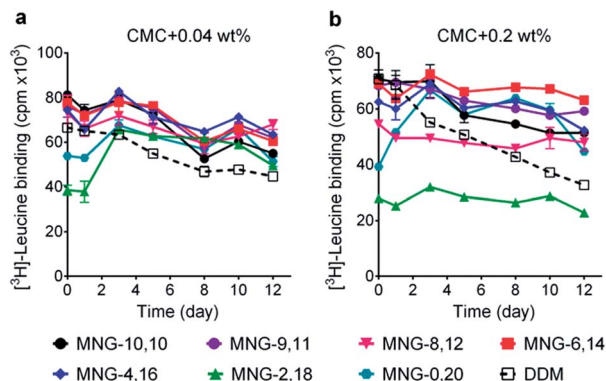 a
CMC+0.04 wt%
[³H]-Leucine binding (cpm x10³)
100
80
60
40
20
0
0 2 4 6 8 10 12
Time (day)
b
CMC+0.2 wt%
[³H]-Leucine binding (cpm x10³)
80
60
40
20
0
0 2 4 6 8 10 12
Time (day)
MNG-10,10 MNG-9,11 MNG-8,12 MNG-6,14
MNG-4,16 MNG-2,18 MNG-0,20 DDM